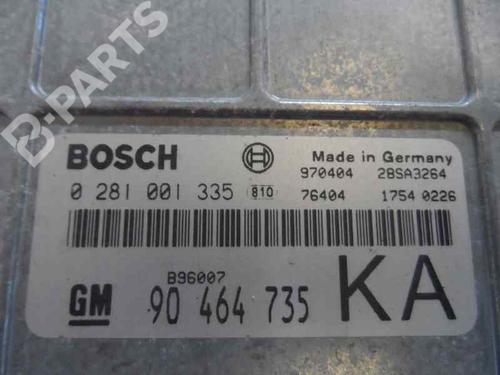 B-PARTS
BOSCH
Made in Germany
970404 28SA3264
0 281 001 335 810 76404 1754 0226
B96007
GM 90 464 735 KA